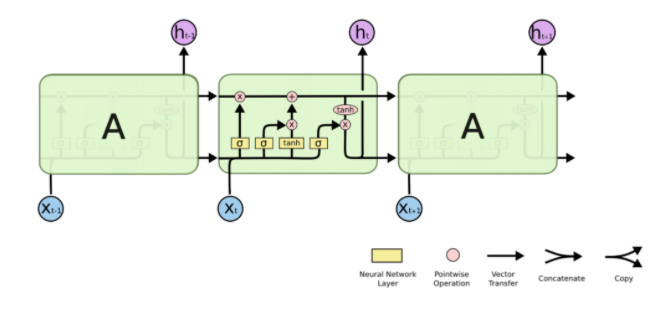 ht-1
ht
ht+1
A
x
+
tanh
x
x
σ
σ
tanh
σ
A
Xt-1
Xt
Xt+1
Neural Network
Layer
Pointwise
Operation
Vector
Transfer
Concatenate
Copy